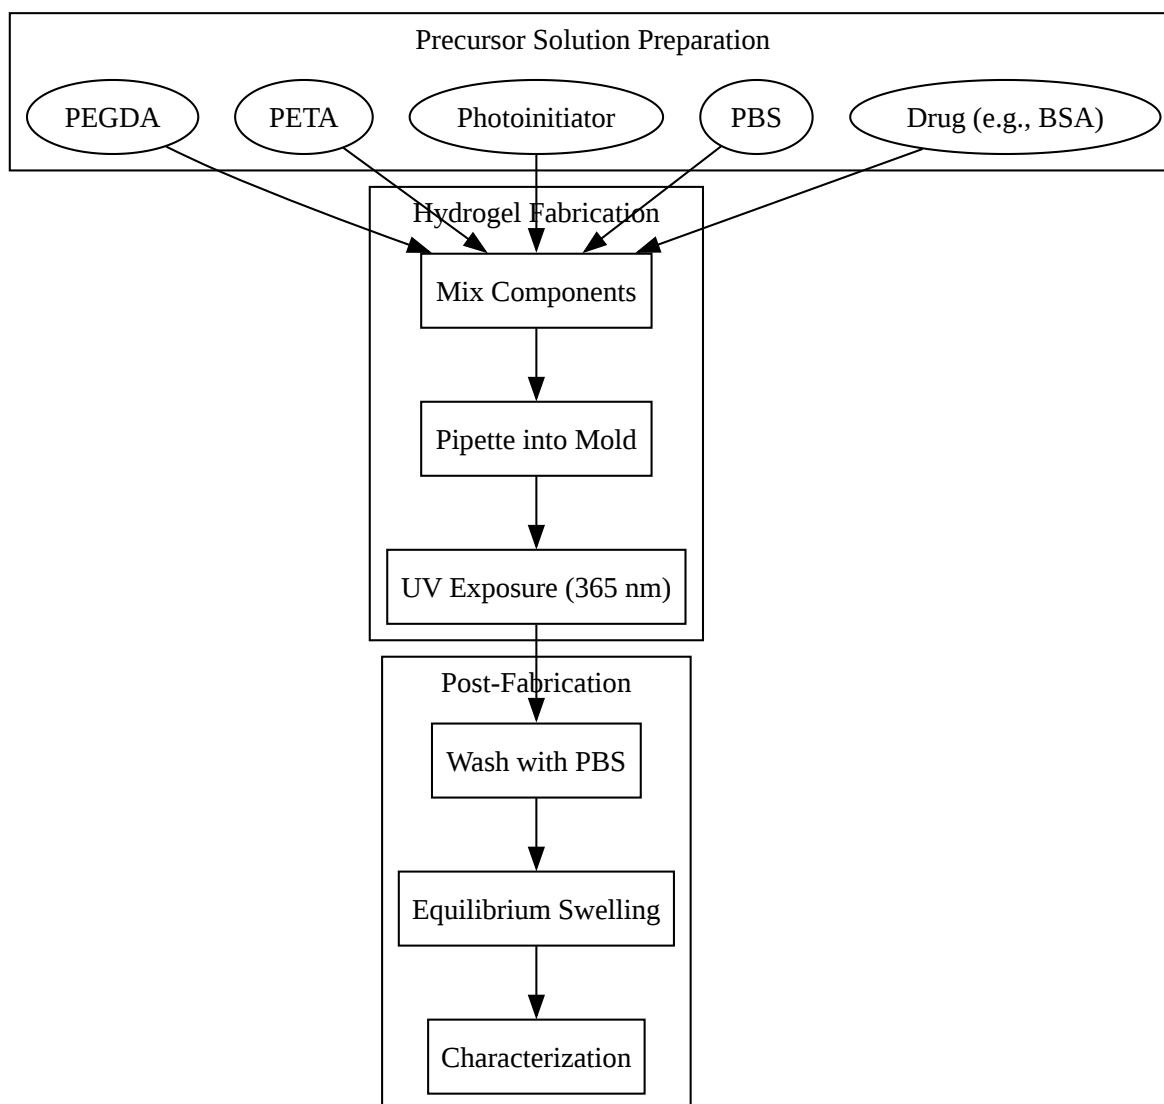 Precursor Solution Preparation
PEGDA
PETA
Photoinitiator
PBS
Drug (e.g., BSA)
Hydrogel Fabrication
Mix Components
Pipette into Mold
UV Exposure (365 nm)
Post-Fabrication
Wash with PBS
Equilibrium Swelling
Characterization